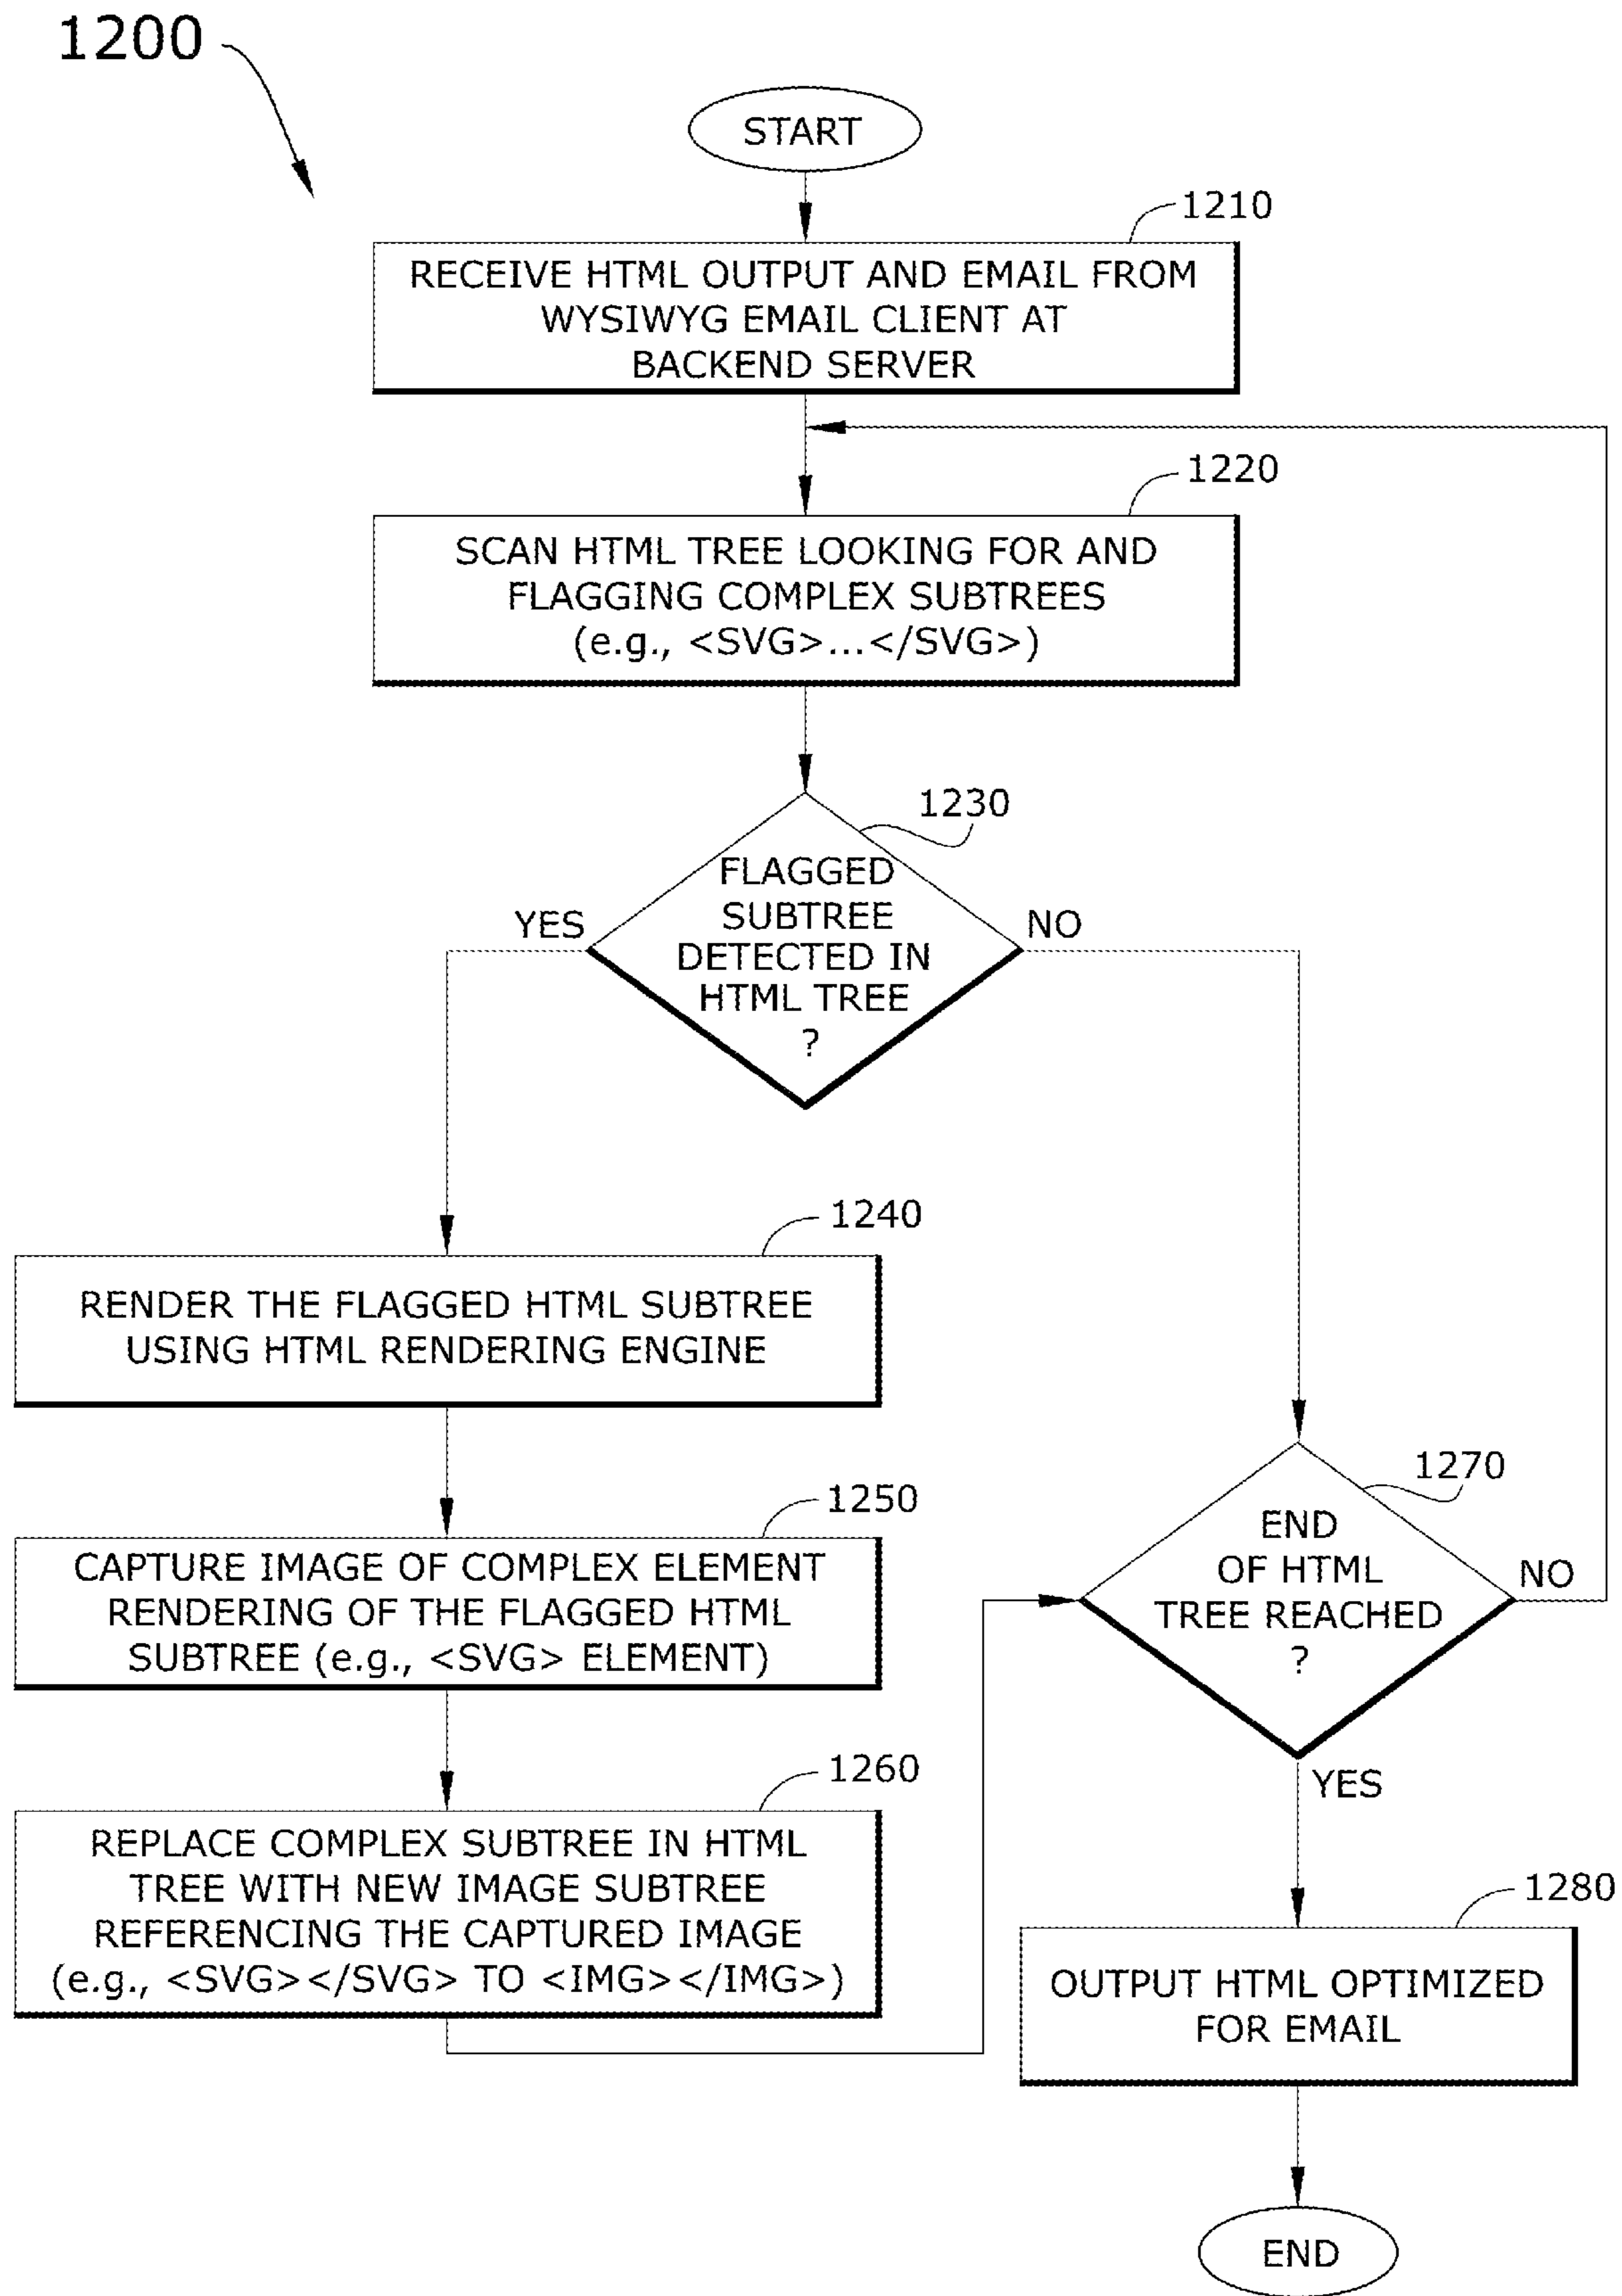 1200
START
1210
RECEIVE HTML OUTPUT AND EMAIL FROM
WYSIWYG EMAIL CLIENT AT
BACKEND SERVER
1220
SCAN HTML TREE LOOKING FOR AND
FLAGGING COMPLEX SUBTREES
(e.g., <SVG>...</SVG>)
1230
FLAGGED
SUBTREE
DETECTED IN
HTML TREE
?
YES
NO
1240
RENDER THE FLAGGED HTML SUBTREE
USING HTML RENDERING ENGINE
1250
CAPTURE IMAGE OF COMPLEX ELEMENT
RENDERING OF THE FLAGGED HTML
SUBTREE (e.g., <SVG> ELEMENT)
1260
REPLACE COMPLEX SUBTREE IN HTML
TREE WITH NEW IMAGE SUBTREE
REFERENCING THE CAPTURED IMAGE
(e.g., <SVG></SVG> TO <IMG></IMG>)
1270
END
OF HTML
TREE REACHED
?
NO
YES
1280
OUTPUT HTML OPTIMIZED
FOR EMAIL
END